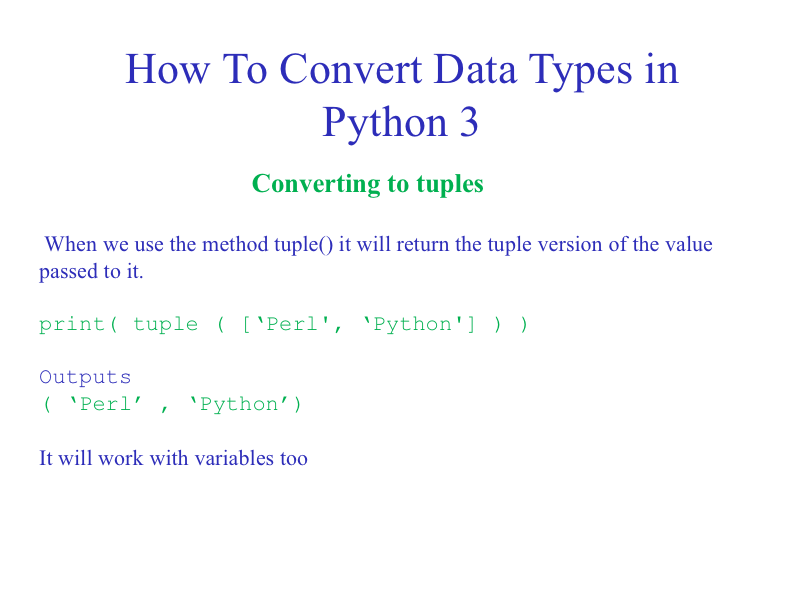 How To Convert Data Types in
Python 3
Converting to tuples
When we use the method tuple() it will return the tuple version of the value
passed to it.
print( tuple ( [‘Perl', ‘Python'] ) )
Outputs
( ‘Perl’ , ‘Python’)
It will work with variables too